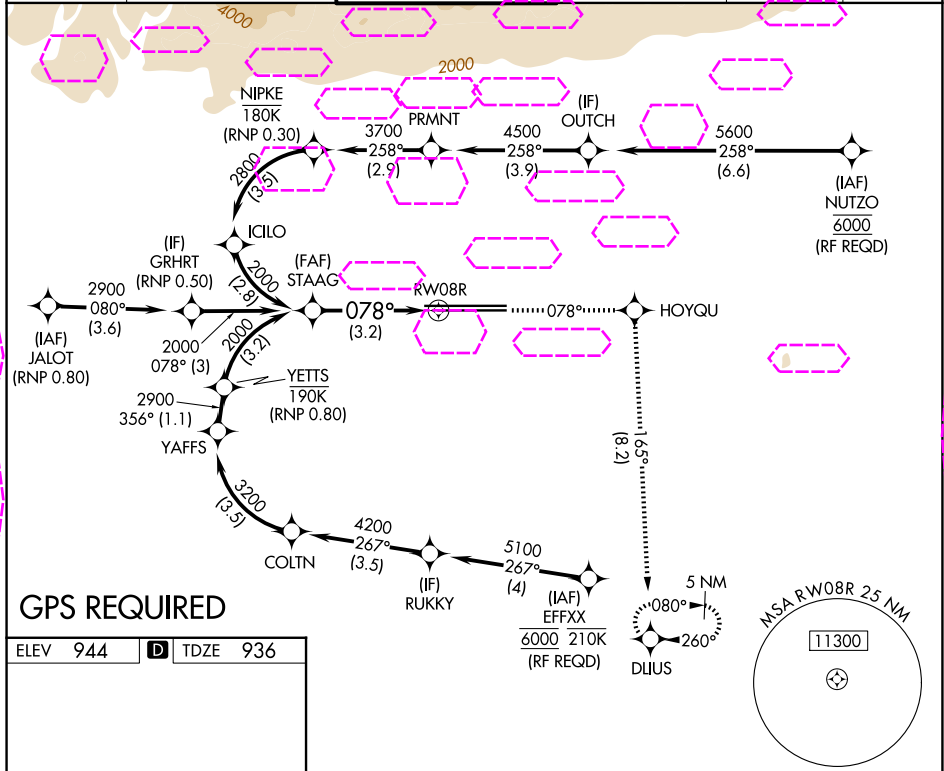 4000
2000
NIPKE
180K
(RNP 0.30)
3700
258°
(2.9)
PRMNT
4500
258°
(3.9)
(IF)
OUTCH
5600
258°
(6.6)
(IAF)
NUTZO
6000
(RF REQD)
2800
(3.5)
ICILO
(IF)
GRHRT
(RNP 0.50)
2000
(2.8)
(FAF)
STAAG
RW08R
078°
(3.2)
078°
HOYQU
2900
080°
(3.6)
(IAF)
JALOT
(RNP 0.80)
2000
078° (3)
2000
(3.2)
YETTS
190K
(RNP 0.80)
2900
356° (1.1)
YAFFS
165°
(8.2)
3200
(3.5)
COLTN
4200
267°
(3.5)
(IF)
RUKKY
5100
267°
(4)
(IAF)
EFFXX
6000 210K
(RF REQD)
5 NM
080°
260°
DLIUS
MSA RW08R 25 NM
11300
GPS REQUIRED
ELEV 944 D TDZE 936